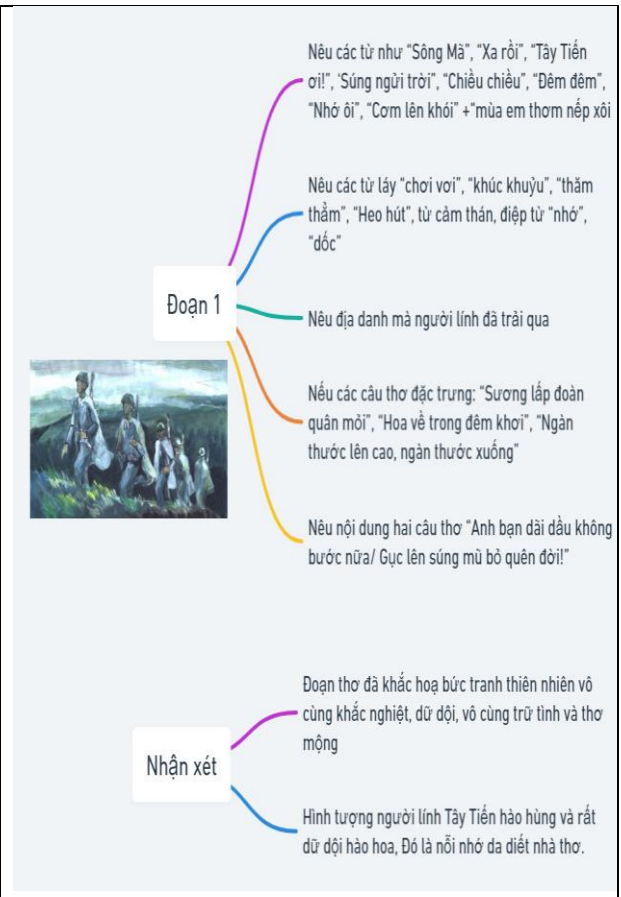 Nêu các từ như “Sông Mã”, “Xa rồi”, “Tây Tiến
ơi!”, ‘Súng ngửi trời”, “Chiều chiều”, “Đêm đêm”,
“Nhớ ôi”, “Cơm lên khói” +“mùa em thơm nếp xôi
Nêu các từ láy “chơi vơi”, “khúc khuỷu”, “thăm
thẳm”, “Heo hút”, từ cảm thán, điệp từ “nhớ”,
“dốc”
Đoạn 1
Nêu địa danh mà người lính đã trải qua
Nếu các câu thơ đặc trưng: “Sương lấp đoàn
quân mỏi”, “Hoa về trong đêm khơi”, “Ngàn
thước lên cao, ngàn thước xuống”
Nêu nội dung hai câu thơ “Anh bạn dãi dầu không
bước nữa/ Gục lên súng mũ bỏ quên đời!”
Đoạn thơ đã khắc hoạ bức tranh thiên nhiên vô
cùng khắc nghiệt, dữ dội, vô cùng trữ tình và thơ
mộng
Nhận xét
Hình tượng người lính Tây Tiến hào hùng và rất
dữ dội hào hoa, Đó là nỗi nhớ da diết nhà thơ.